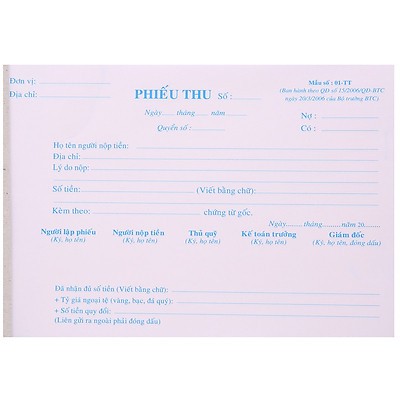 Đơn vị:
Địa chỉ:
PHIẾU THU Số :
Ngày...... tháng ....... năm .......
Quyển số :
Mẫu số : 01-TT
(Ban hành theo QĐ số 15/2006/QĐ-BTC
ngày 20/3/2006 của Bộ trưởng BTC)
Nợ :
Có :
Họ tên người nộp tiền:
Địa chỉ:
Lý do nộp:
Số tiền: (Viết bằng chữ):
Kèm theo: chứng từ gốc.
Ngày....... tháng.........năm 20.......
Người lập phiếu Người nộp tiền Thủ quỹ Kế toán trưởng Giám đốc
(Ký, họ tên) (Ký, họ tên) (Ký, họ tên) (Ký, họ tên) (Ký, họ tên, đóng dấu)
Đã nhận đủ số tiền (Viết bằng chữ):
+ Tỷ giá ngoại tệ (vàng, bạc, đá quý):
+ Số tiền quy đổi:
(Liên gửi ra ngoài phải đóng dấu)